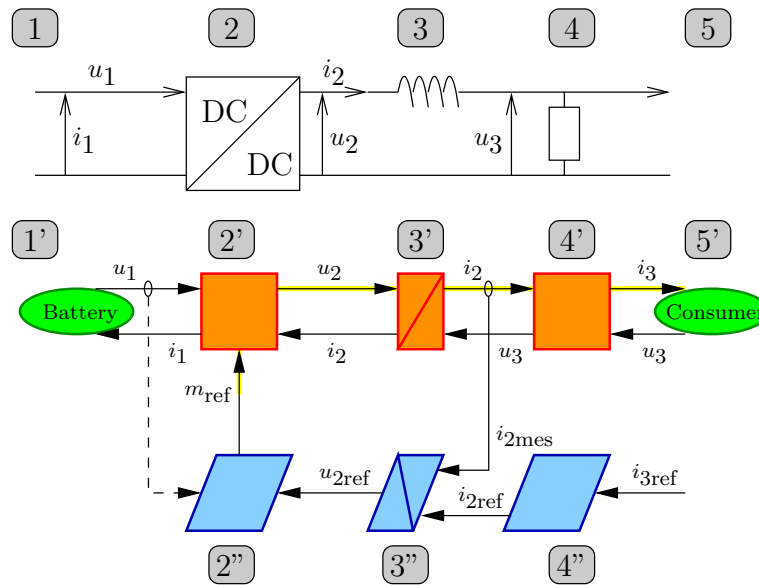 1 2 3 4 5
u1 i2
DC
i1 u2 u3
DC
1' 2' 3' 4' 5'
u1 u2 i2 i3
Battery Consumer
i1 i2 u3 u3
mref
i2mes
u2ref i2ref i3ref
2" 3" 4"